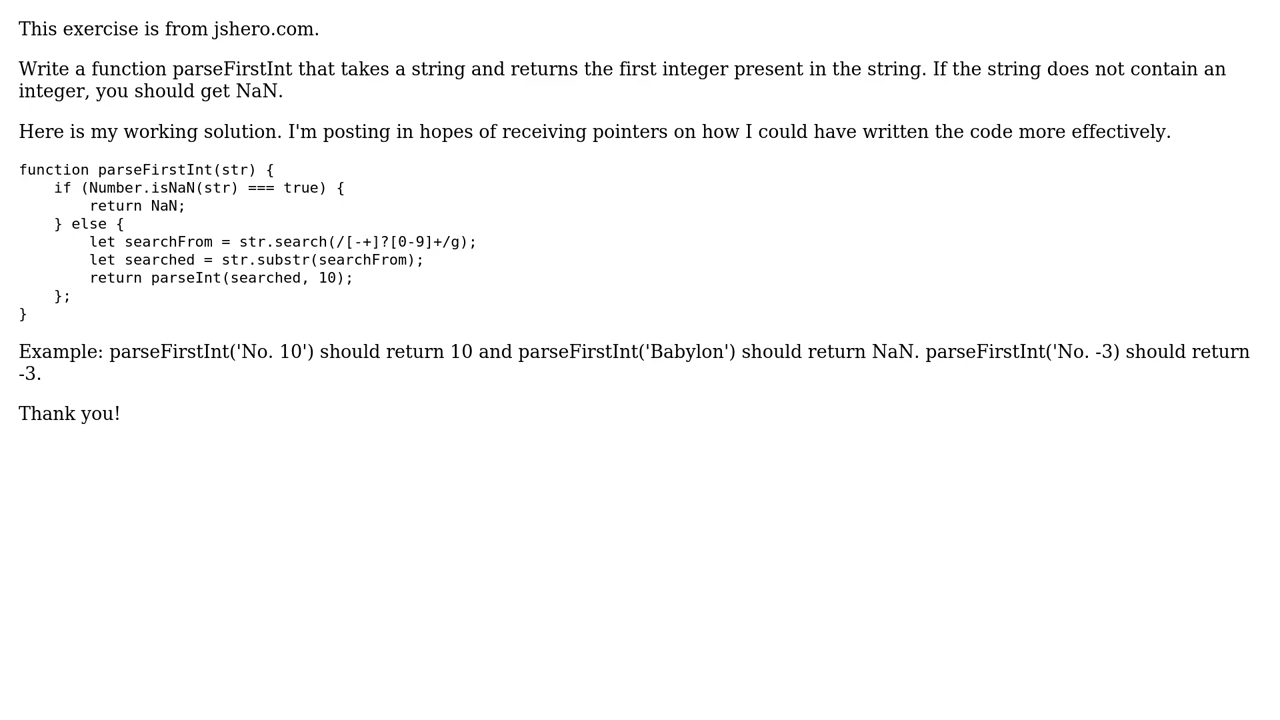 This exercise is from jshero.com.
Write a function parseFirstInt that takes a string and returns the first integer present in the string. If the string does not contain an
integer, you should get NaN.
Here is my working solution. I'm posting in hopes of receiving pointers on how I could have written the code more effectively.
function parseFirstInt(str) {
    if (Number.isNaN(str) === true) {
        return NaN;
    } else {
        let searchFrom = str.search(/[-+]?[0-9]+/g);
        let searched = str.substr(searchFrom);
        return parseInt(searched, 10);
    };
}
Example: parseFirstInt('No. 10') should return 10 and parseFirstInt('Babylon') should return NaN. parseFirstInt('No. -3) should return
-3.
Thank you!